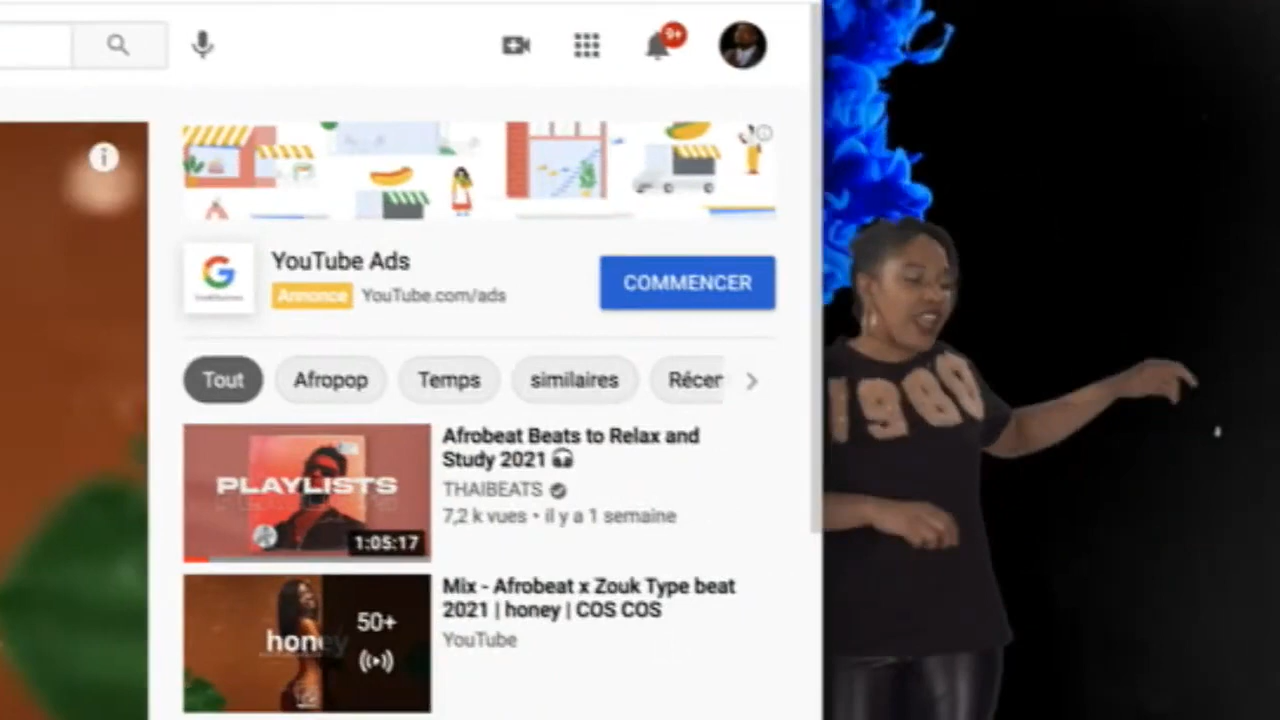 9+
YouTube Ads
Annonce YouTube.com/ads
COMMENCER
Tout
Afropop
Temps
similaires
Récen
PLAYLISTS
1:05:17
Afrobeat Beats to Relax and
Study 2021
THAIBEATS
7,2 k vues • il y a 1 semaine
honey
50+
Mix - Afrobeat x Zouk Type beat
2021 | honey | COS COS
YouTube
1989